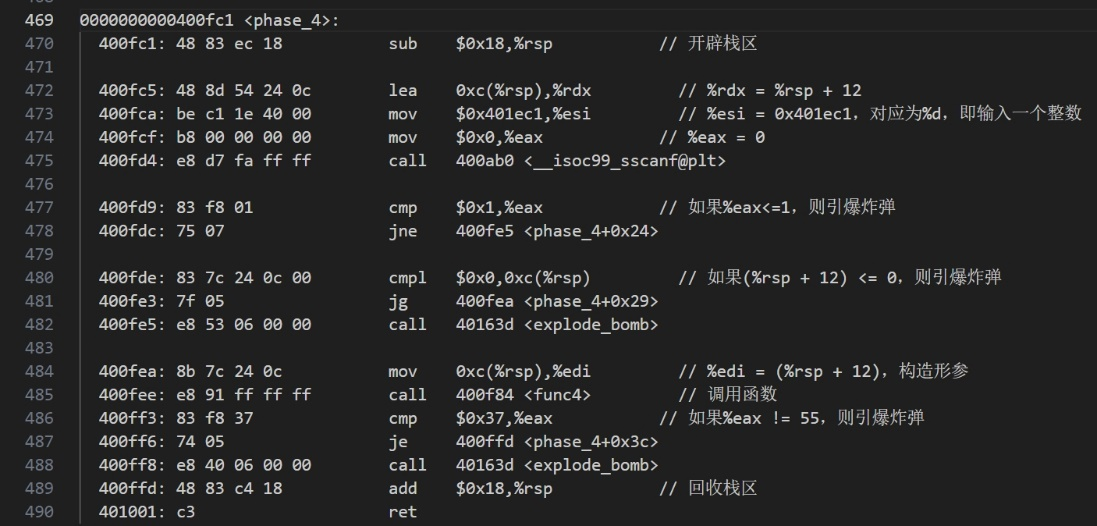 469 0000000000400fc1 <phase_4>:
470 400fc1: 48 83 ec 18 sub $0x18,%rsp // 开辟栈区
471
472 400fc5: 48 8d 54 24 0c lea 0xc(%rsp),%rdx // %rdx = %rsp + 12
473 400fca: be c1 1e 40 00 mov $0x401ec1,%esi // %esi = 0x401ec1，对应为%d，即输入一个整数
474 400fcf: b8 00 00 00 00 mov $0x0,%eax // %eax = 0
475 400fd4: e8 d7 fa ff ff call 400ab0 <__isoc99_sscanf@plt>
476
477 400fd9: 83 f8 01 cmp $0x1,%eax // 如果%eax<=1，则引爆炸弹
478 400fdc: 75 07 jne 400fe5 <phase_4+0x24>
479
480 400fde: 83 7c 24 0c 00 cmpl $0x0,0xc(%rsp) // 如果(%rsp + 12) <= 0，则引爆炸弹
481 400fe3: 7f 05 jg 400fea <phase_4+0x29>
482 400fe5: e8 53 06 00 00 call 40163d <explode_bomb>
483
484 400fea: 8b 7c 24 0c mov 0xc(%rsp),%edi // %edi = (%rsp + 12)，构造形参
485 400fee: e8 91 ff ff ff call 400f84 <func4> // 调用函数
486 400ff3: 83 f8 37 cmp $0x37,%eax // 如果%eax != 55，则引爆炸弹
487 400ff6: 74 05 je 400ffd <phase_4+0x3c>
488 400ff8: e8 40 06 00 00 call 40163d <explode_bomb>
489 400ffd: 48 83 c4 18 add $0x18,%rsp // 回收栈区
490 401001: c3 ret